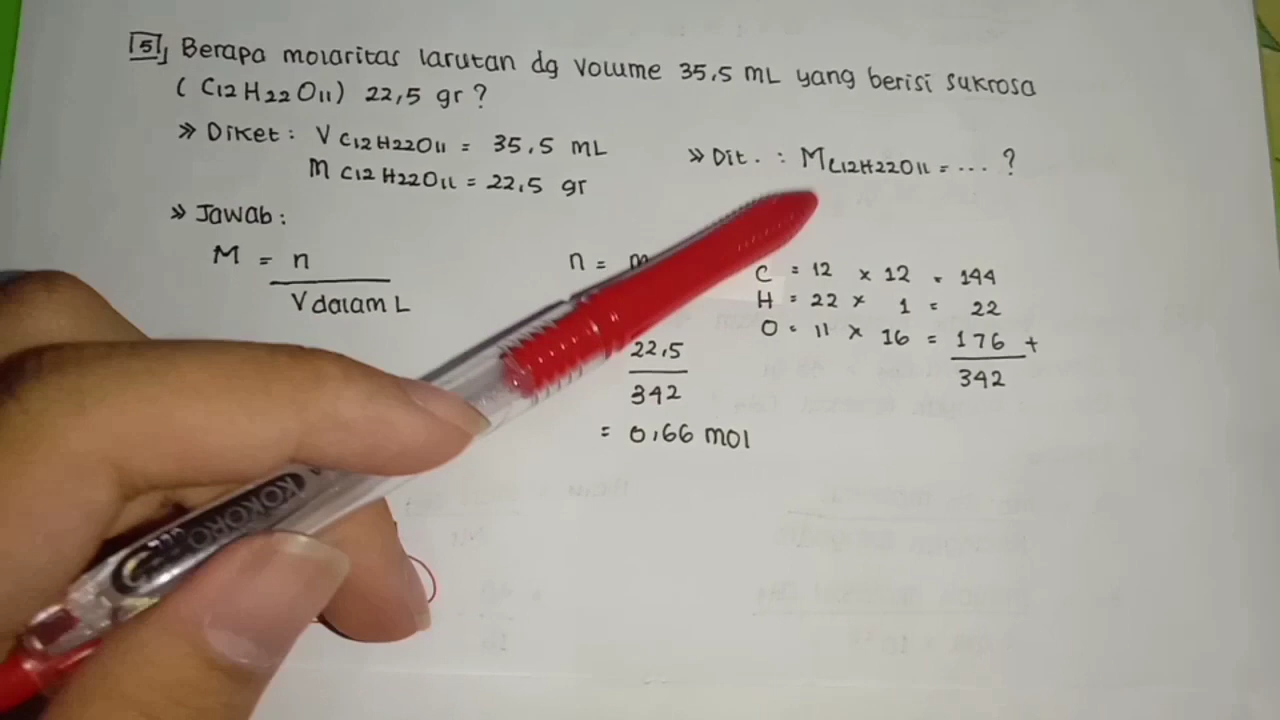 5, Berapa molaritas larutan dg volume 35,5 mL yang berisi sukrosa
(C12H22O11) 22,5 gr?
» Diket: V C12H22O11 = 35,5 mL
m C12H22O11 = 22,5 gr
» Dit. : M C12H22O11 = ... ?
» Jawab:
M = n
V dalam L
n = m
22,5
342
= 0,66 mol
C = 12 x 12 = 144
H = 22 x 1 = 22
O = 11 x 16 = 176 +
342
KOKORO